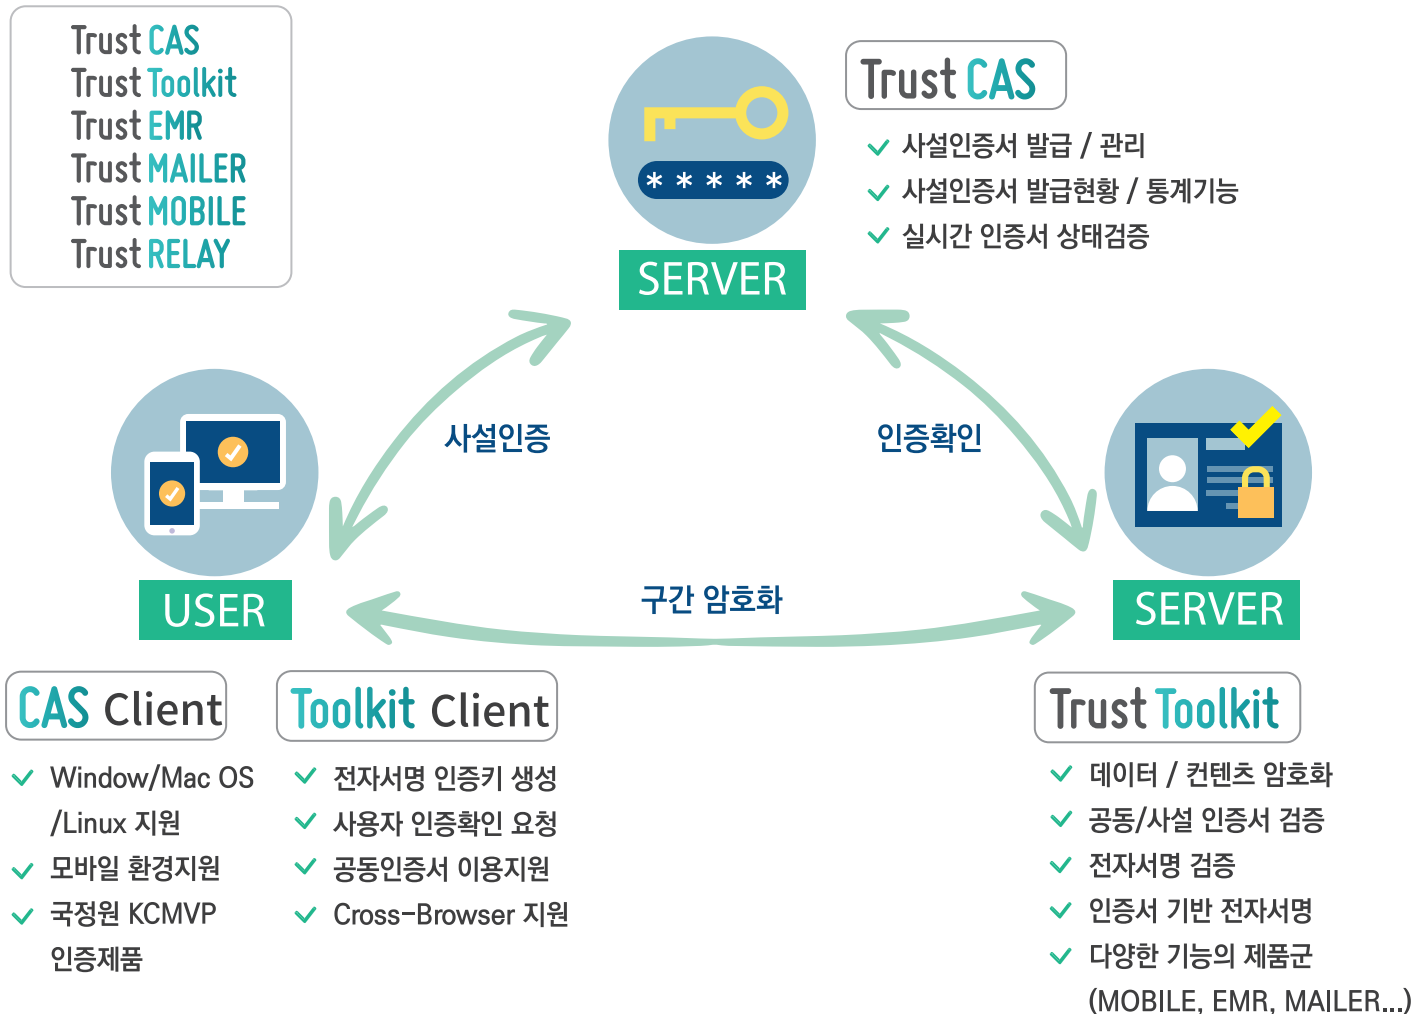 Trust CAS
Trust Toolkit
Trust EMR
Trust MAILER
Trust MOBILE
Trust RELAY
*****
SERVER
Trust CAS
사설인증서 발급 / 관리
사설인증서 발급현황 / 통계기능
실시간 인증서 상태검증
사설인증
인증확인
구간 암호화
USER
SERVER
CAS Client
Window/Mac OS
/Linux 지원
모바일 환경지원
국정원 KCMVP
인증제품
Toolkit Client
전자서명 인증키 생성
사용자 인증확인 요청
공동인증서 이용지원
Cross-Browser 지원
Trust Toolkit
데이터 / 컨텐츠 암호화
공동/사설 인증서 검증
전자서명 검증
인증서 기반 전자서명
다양한 기능의 제품군
(MOBILE, EMR, MAILER...)